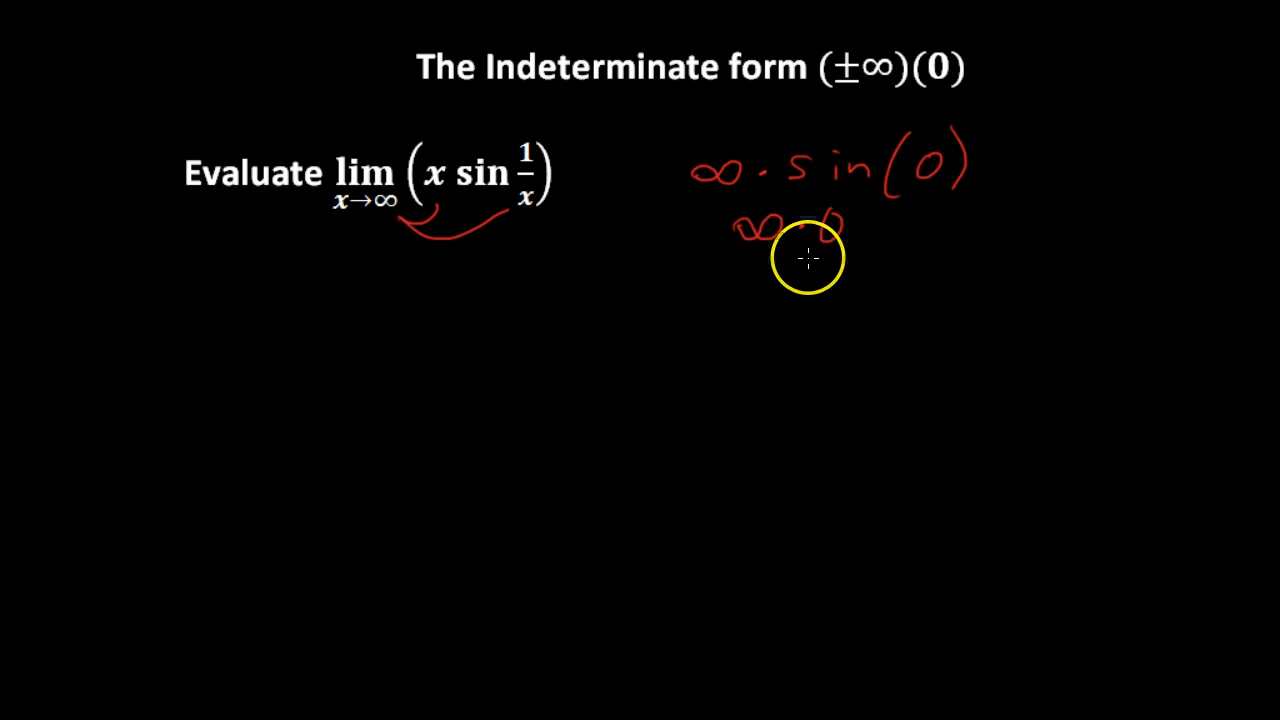 The Indeterminate form (±∞)(0)
Evaluate lim x→∞ (x sin 1/x)
∞ · sin(0)
∞ · 0